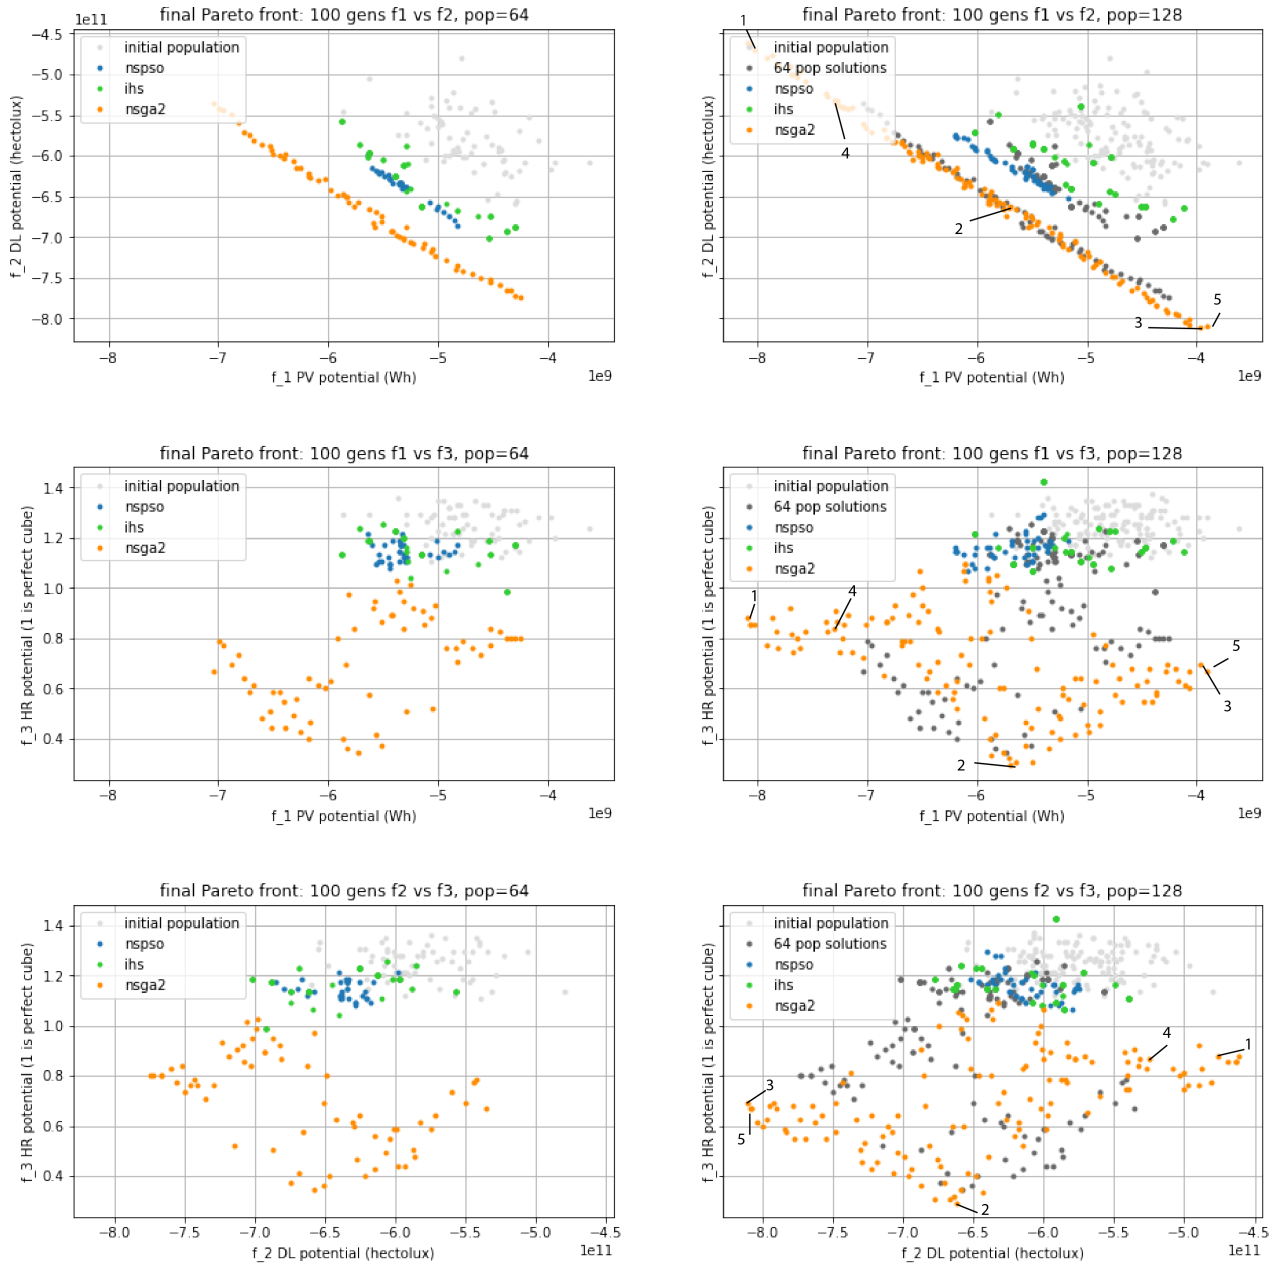 final Pareto front: 100 gens f1 vs f2, pop=64
1e11
−4.5
−5.0
−5.5
−6.0
−6.5
−7.0
−7.5
−8.0
f_2 DL potential (hectolux)
initial population
nspso
ihs
nsga2
−8
−7
−6
−5
−4
1e9
f_1 PV potential (Wh)
final Pareto front: 100 gens f1 vs f2, pop=128
f_2 DL potential (hectolux)
initial population
64 pop solutions
nspso
ihs
nsga2
1
4
2
3
5
−8
−7
−6
−5
−4
1e9
f_1 PV potential (Wh)
final Pareto front: 100 gens f1 vs f3, pop=64
1.4
1.2
1.0
0.8
0.6
0.4
f_3 HR potential (1 is perfect cube)
initial population
nspso
ihs
nsga2
−8
−7
−6
−5
−4
1e9
f_1 PV potential (Wh)
final Pareto front: 100 gens f1 vs f3, pop=128
f_3 HR potential (1 is perfect cube)
initial population
64 pop solutions
nspso
ihs
nsga2
1
4
5
3
2
−8
−7
−6
−5
−4
1e9
f_1 PV potential (Wh)
final Pareto front: 100 gens f2 vs f3, pop=64
1.4
1.2
1.0
0.8
0.6
0.4
f_3 HR potential (1 is perfect cube)
initial population
nspso
ihs
nsga2
−8.0
−7.5
−7.0
−6.5
−6.0
−5.5
−5.0
−4.5
1e11
f_2 DL potential (hectolux)
final Pareto front: 100 gens f2 vs f3, pop=128
f_3 HR potential (1 is perfect cube)
initial population
64 pop solutions
nspso
ihs
nsga2
4
1
3
5
2
−8.0
−7.5
−7.0
−6.5
−6.0
−5.5
−5.0
−4.5
1e11
f_2 DL potential (hectolux)